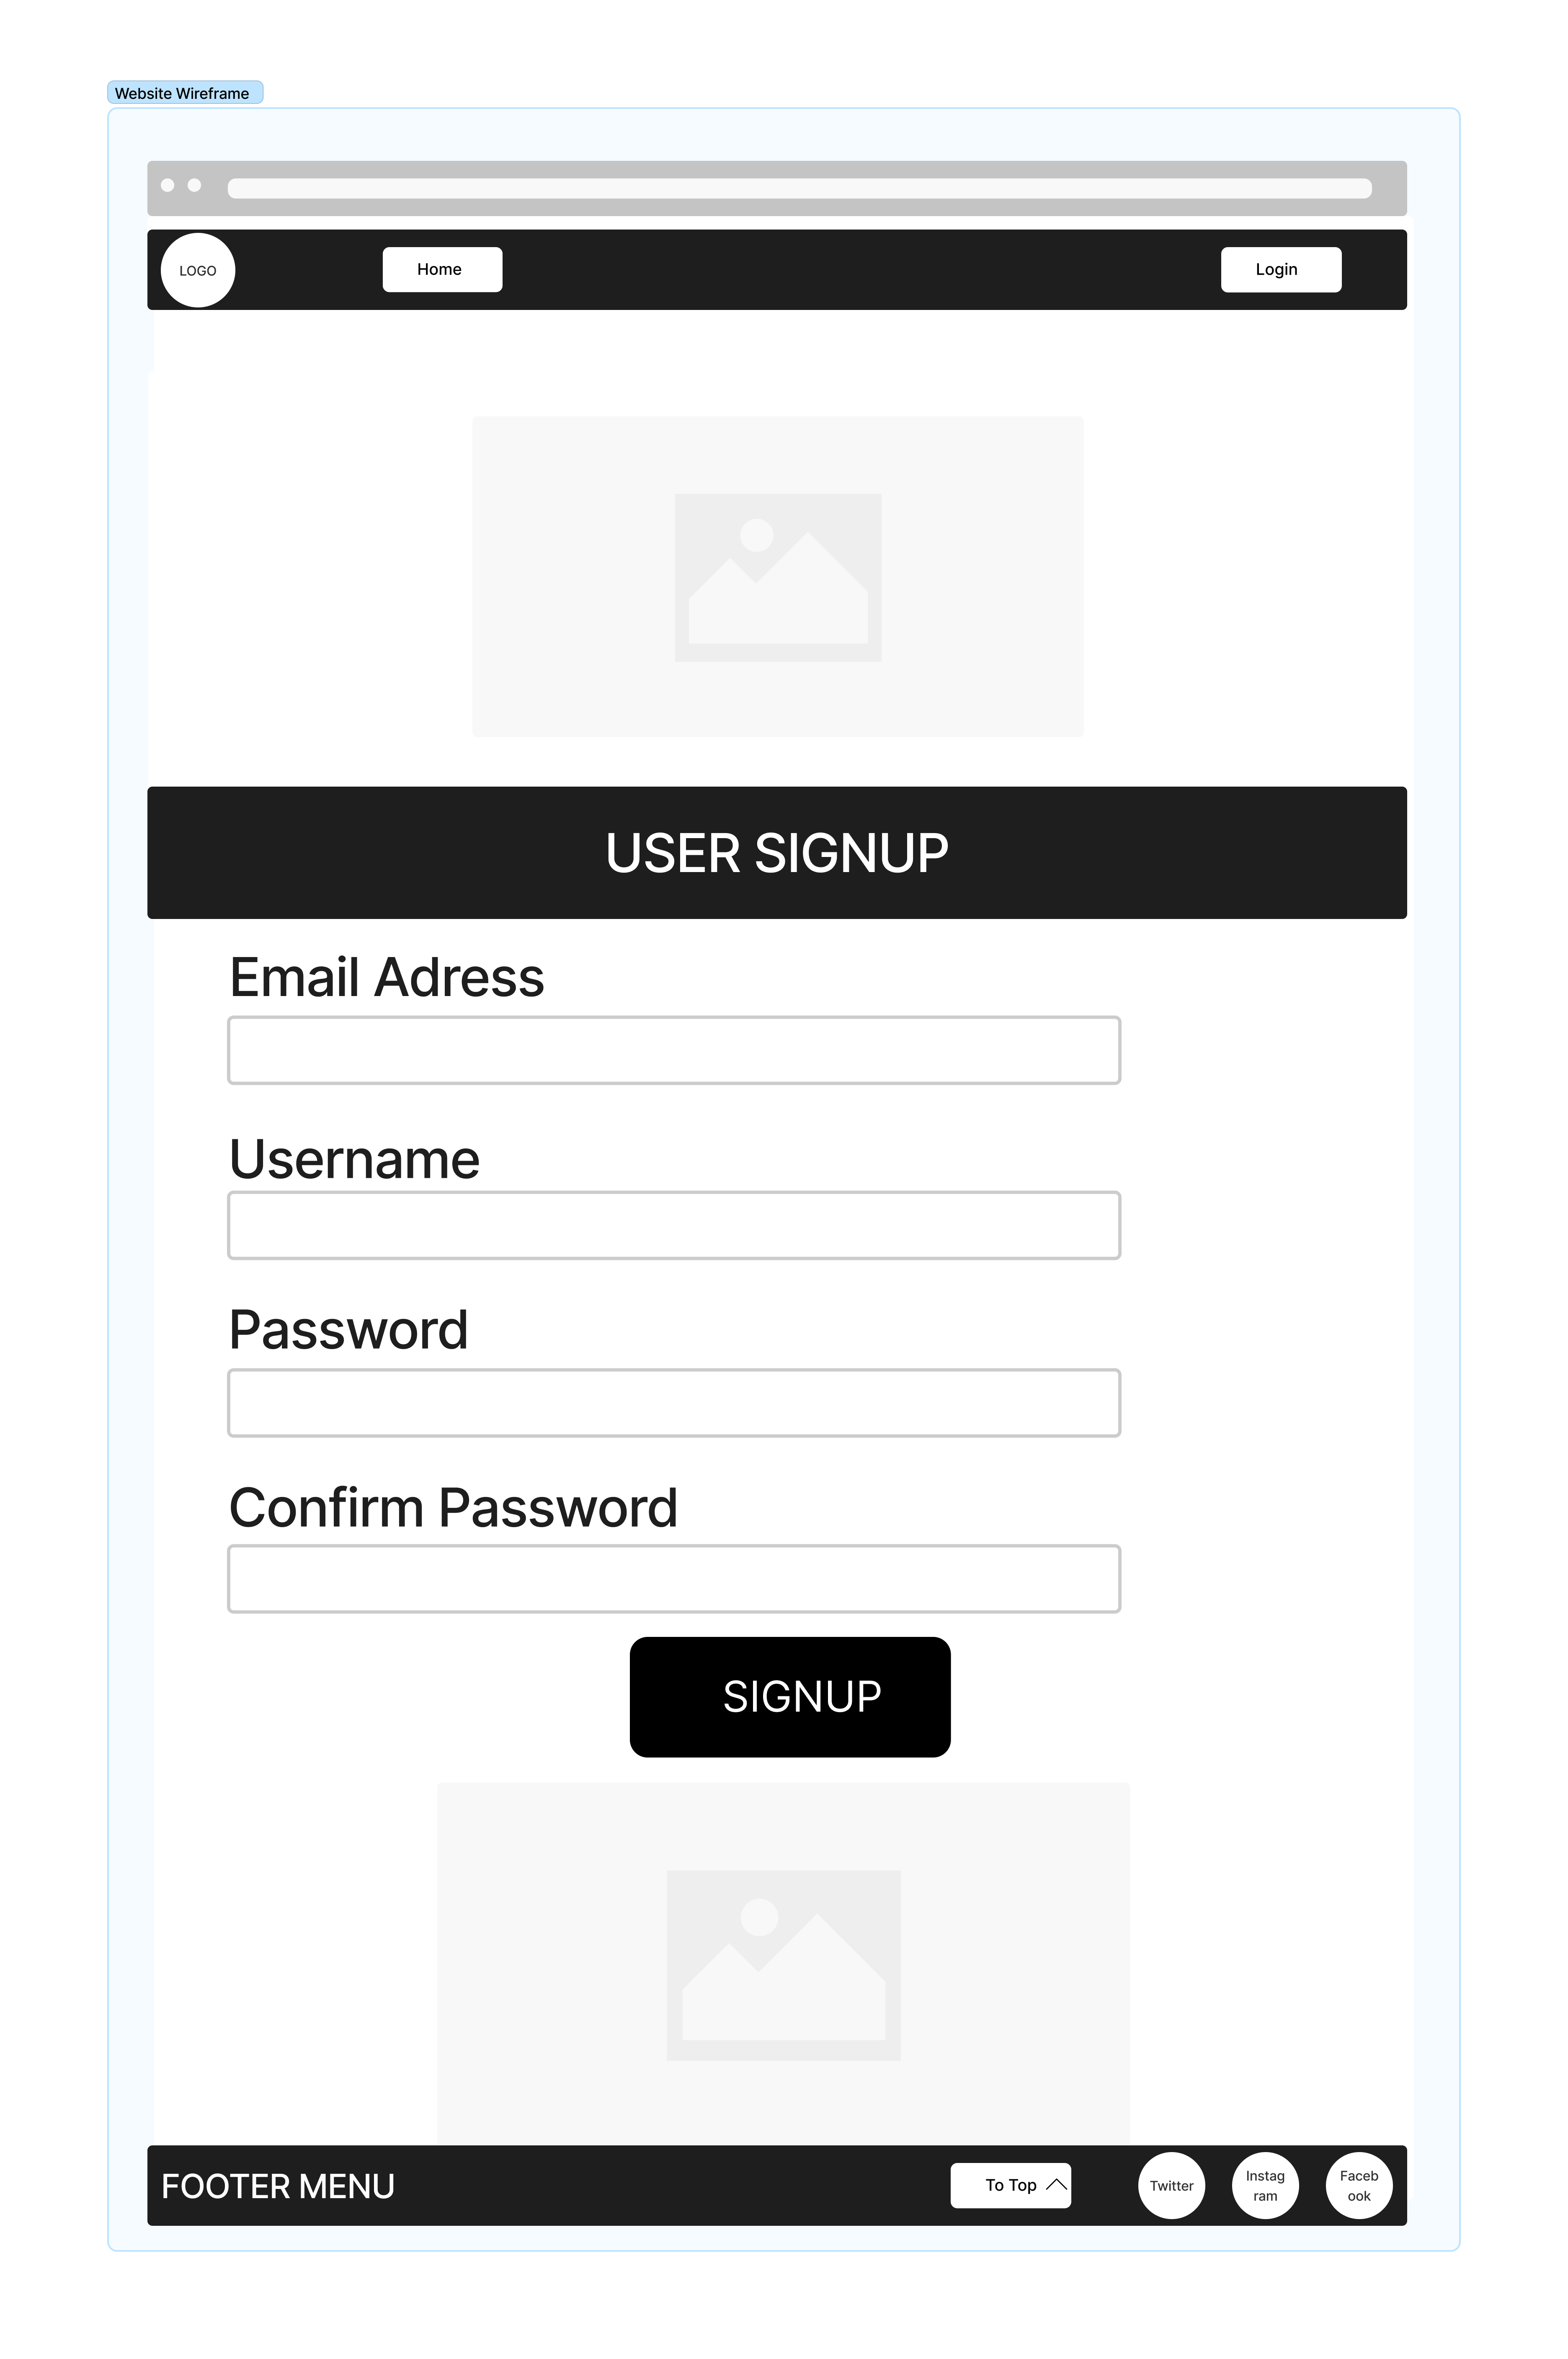 Website Wireframe
LOGO
Home
Login
USER SIGNUP
Email Adress
Username
Password
Confirm Password
SIGNUP
FOOTER MENU
To Top
Twitter
Instag
ram
Faceb
ook